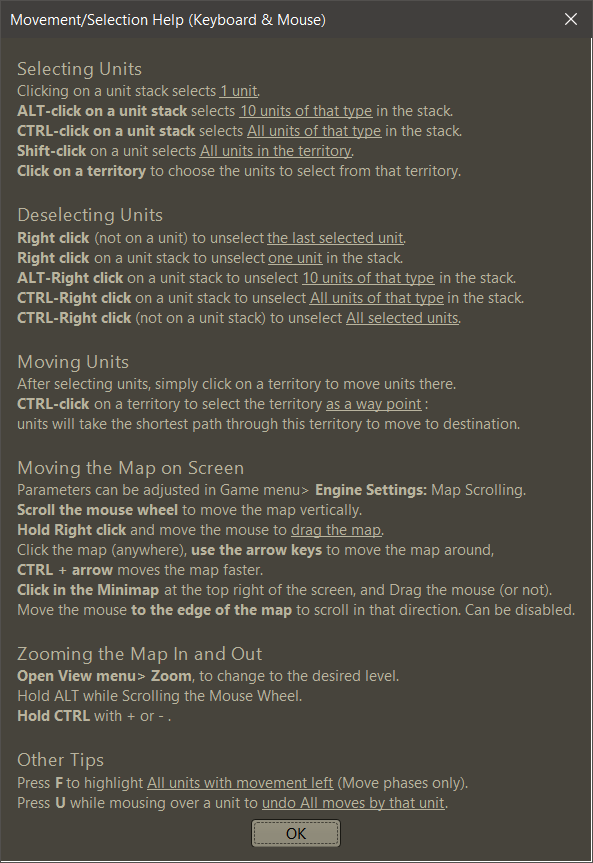 Movement/Selection Help (Keyboard & Mouse)
Selecting Units
Clicking on a unit stack selects 1 unit.
ALT-click on a unit stack selects 10 units of that type in the stack.
CTRL-click on a unit stack selects All units of that type in the stack.
Shift-click on a unit selects All units in the territory.
Click on a territory to choose the units to select from that territory.
Deselecting Units
Right click (not on a unit) to unselect the last selected unit.
Right click on a unit stack to unselect one unit in the stack.
ALT-Right click on a unit stack to unselect 10 units of that type in the stack.
CTRL-Right click on a unit stack to unselect All units of that type in the stack.
CTRL-Right click (not on a unit stack) to unselect All selected units.
Moving Units
After selecting units, simply click on a territory to move units there.
CTRL-click on a territory to select the territory as a way point :
units will take the shortest path through this territory to move to destination.
Moving the Map on Screen
Parameters can be adjusted in Game menu> Engine Settings: Map Scrolling.
Scroll the mouse wheel to move the map vertically.
Hold Right click and move the mouse to drag the map.
Click the map (anywhere), use the arrow keys to move the map around,
CTRL + arrow moves the map faster.
Click in the Minimap at the top right of the screen, and Drag the mouse (or not).
Move the mouse to the edge of the map to scroll in that direction. Can be disabled.
Zooming the Map In and Out
Open View menu> Zoom, to change to the desired level.
Hold ALT while Scrolling the Mouse Wheel.
Hold CTRL with + or - .
Other Tips
Press F to highlight All units with movement left (Move phases only).
Press U while mousing over a unit to undo All moves by that unit.
OK